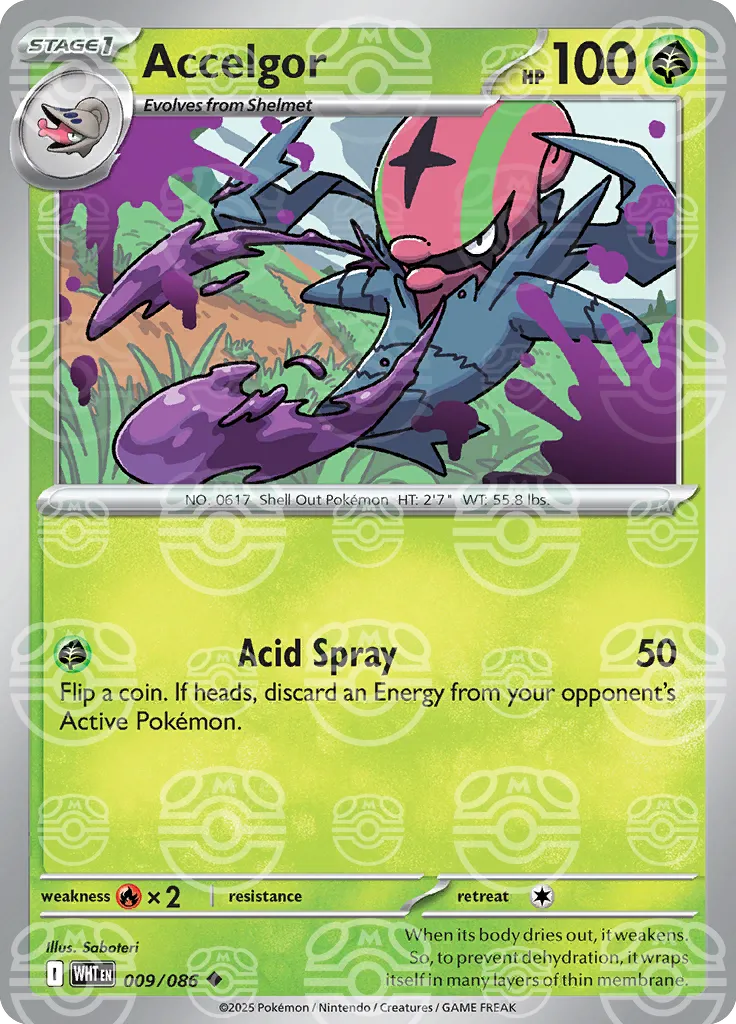 STAGE1
Accelgor
HP 100
Evolves from Shelmet
NO. 0617 Shell Out Pokémon HT: 2'7" WT: 55.8 lbs.
Acid Spray 50
Flip a coin. If heads, discard an Energy from your opponent's
Active Pokémon.
weakness ×2 resistance retreat
Illus. Saboteri
When its body dries out, it weakens.
So, to prevent dehydration, it wraps
itself in many layers of thin membrane.
I WHT EN 009/086
©2025 Pokémon / Nintendo / Creatures / GAME FREAK